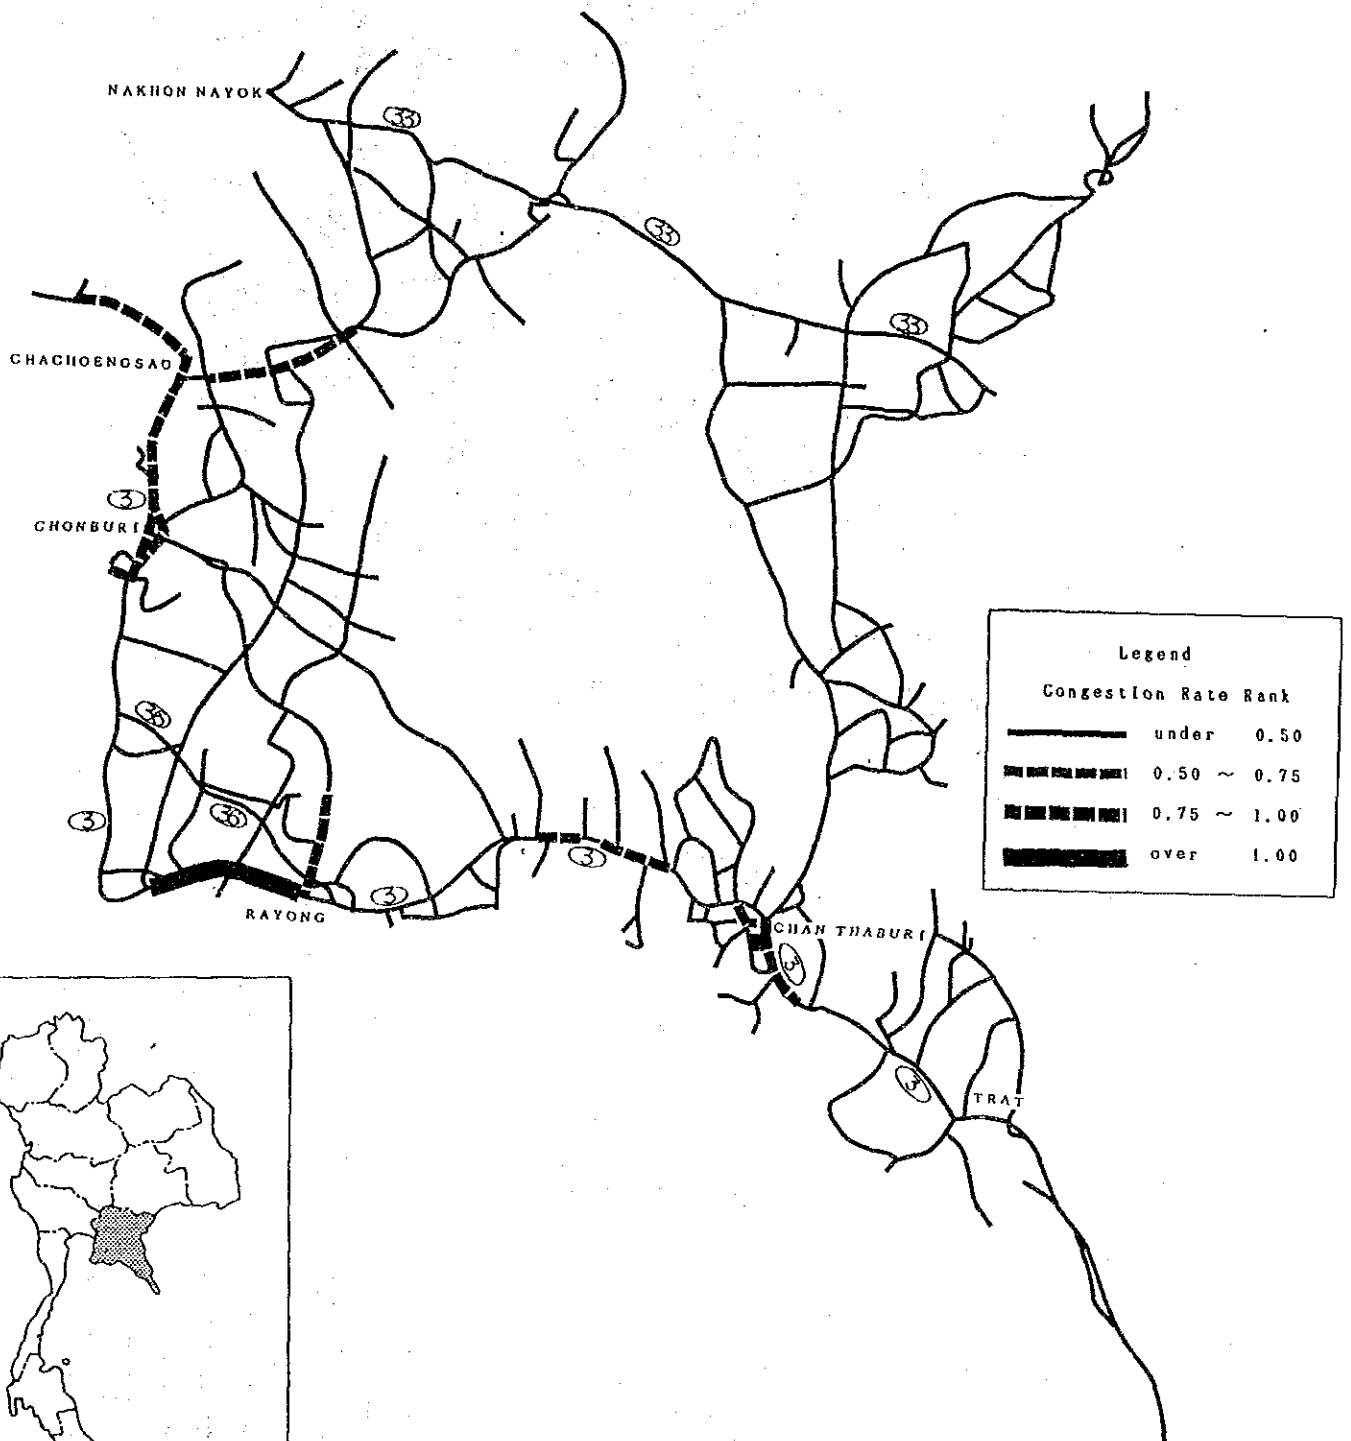 NAKHON NAYOK
33
33
33
CHACHOENGSAO
3
CHONBURI
Legend
Congestion Rate Rank
under 0.50
0.50 ~ 0.75
0.75 ~ 1.00
over 1.00
36
36
3
3
3
RAYONG
CHAN THABURI
3
3
TRAT